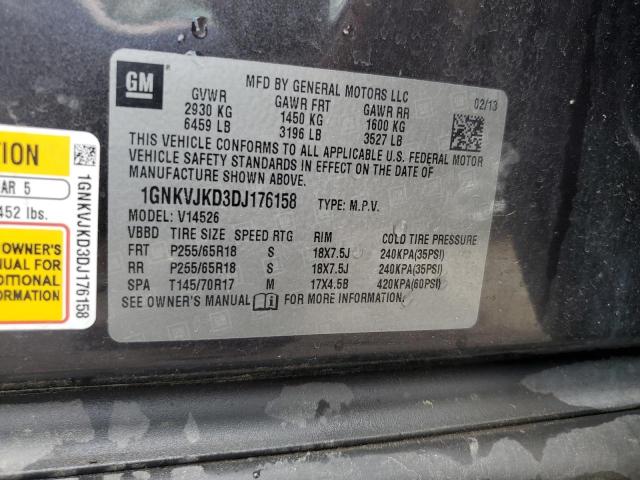 GM
MFD BY GENERAL MOTORS LLC
02/13
GVWR GAWR FRT GAWR RR
2930 KG 1450 KG 1600 KG
6459 LB 3196 LB 3527 LB
THIS VEHICLE CONFORMS TO ALL APPLICABLE U.S. FEDERAL MOTOR
VEHICLE SAFETY STANDARDS IN EFFECT ON THE DATE OF
MANUFACTURE SHOWN ABOVE.
1GNKVJKD3DJ176158 TYPE: M.P.V.
MODEL: V14526
VBBD TIRE SIZE SPEED RTG RIM COLD TIRE PRESSURE
FRT P255/65R18 S 18X7.5J 240KPA(35PSI)
RR P255/65R18 S 18X7.5J 240KPA(35PSI)
SPA T145/70R17 M 17X4.5B 420KPA(60PSI)
SEE OWNER'S MANUAL FOR MORE INFORMATION
TION
AR 5
452 lbs.
OWNER'S
NUAL FOR
DITIONAL
ORMATION
1GNKVJKD3DJ176158